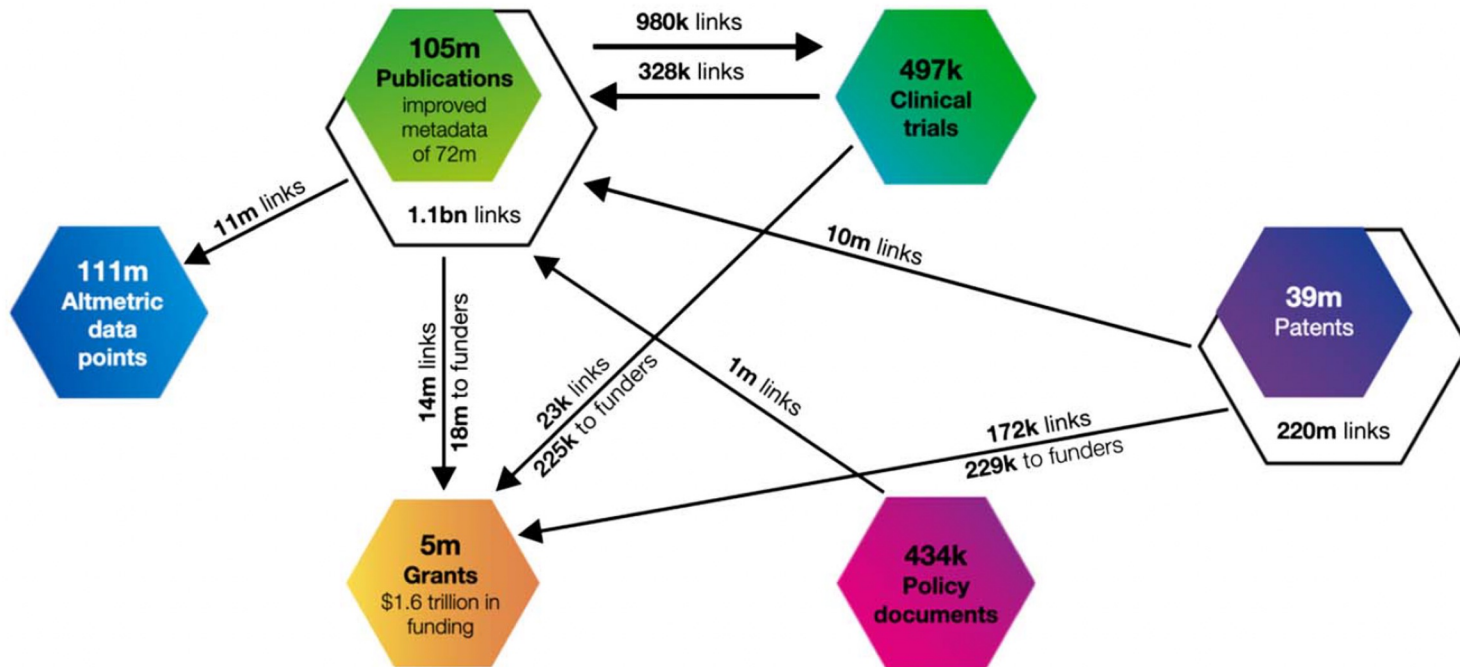 105m
Publications
improved
metadata
of 72m
1.1bn links
980k links
328k links
497k
Clinical
trials
11m links
111m
Altmetric
data
points
10m links
39m
Patents
220m links
14m links
18m to funders
23k links
225k to funders
1m links
172k links
229k to funders
5m
Grants
$1.6 trillion in
funding
434k
Policy
documents